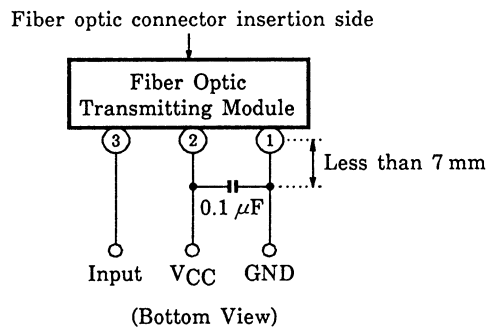 Fiber optic connector insertion side
Fiber Optic
Transmitting Module
3 2 1
Less than 7 mm
0.1 μF
Input VCC GND
(Bottom View)